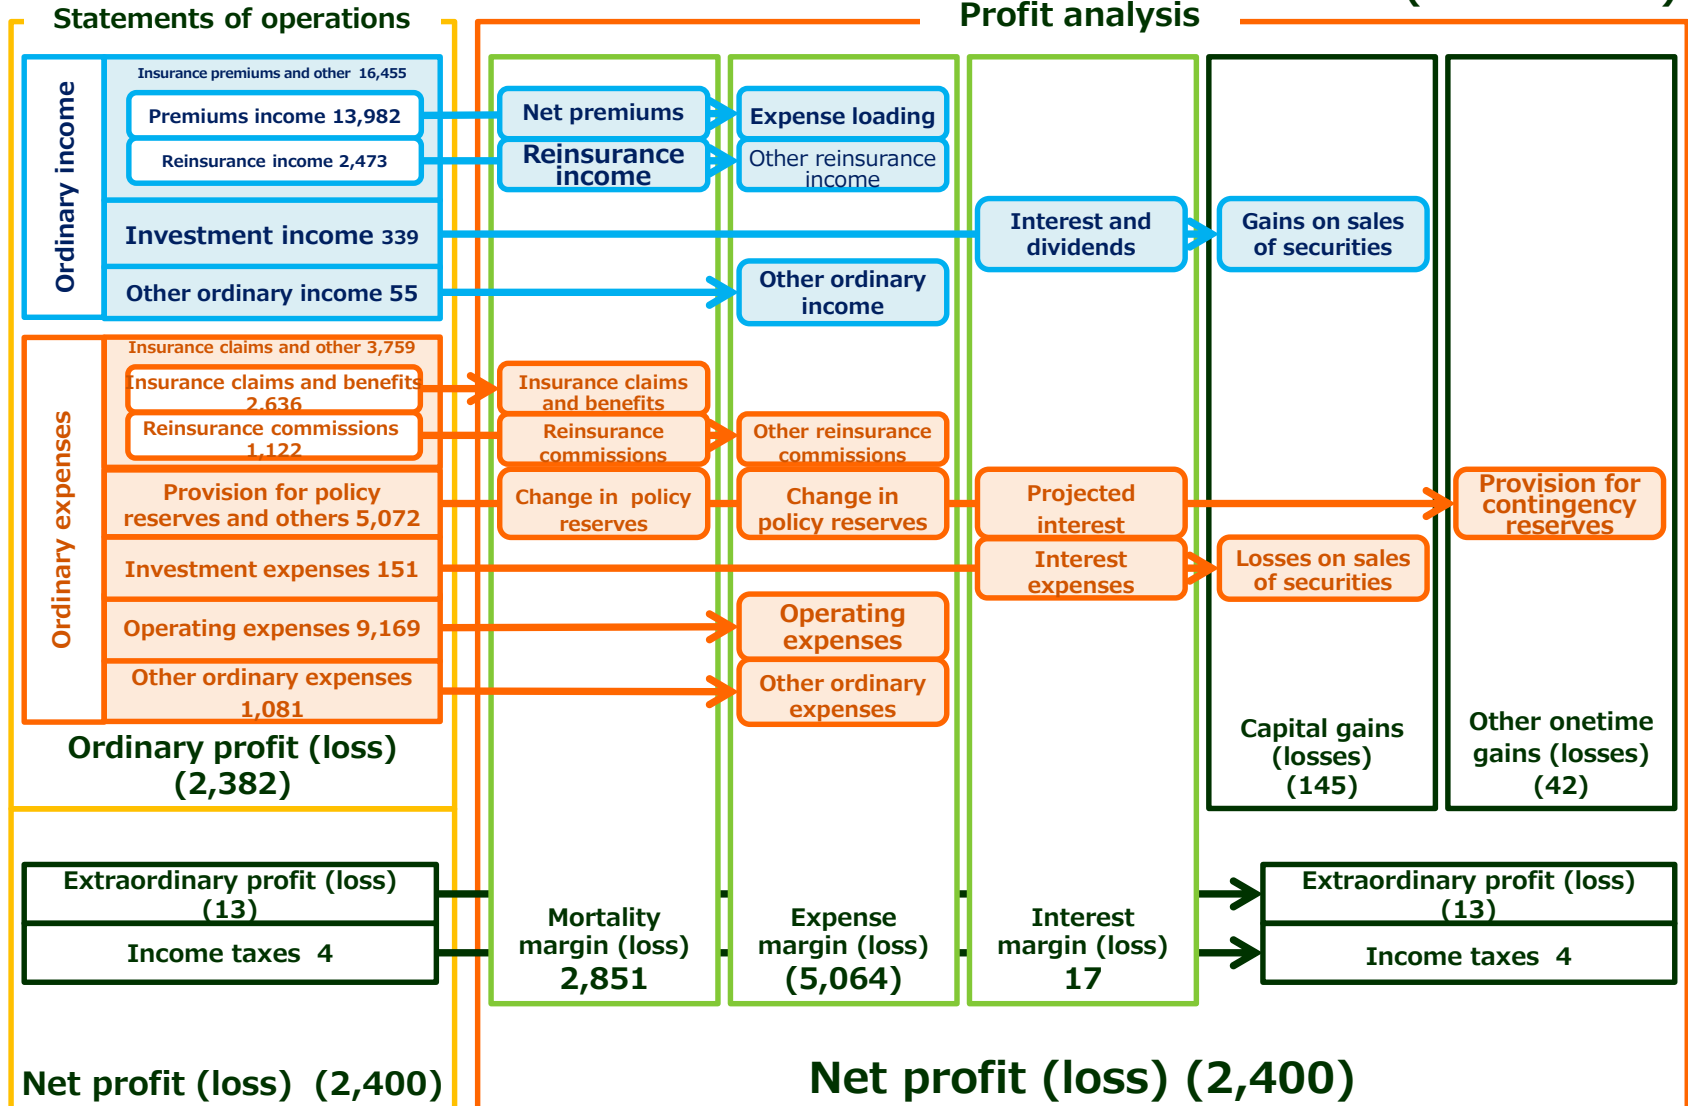 Statements of operations
Profit analysis
Ordinary income
Insurance premiums and other 16,455
Premiums income 13,982
Reinsurance income 2,473
Investment income 339
Other ordinary income 55
Net premiums
Expense loading
Reinsurance
income
Other reinsurance
income
Interest and
dividends
Gains on sales
of securities
Other ordinary
income
Ordinary expenses
Insurance claims and other 3,759
Insurance claims and benefits
2,636
Reinsurance commissions
1,122
Provision for policy
reserves and others 5,072
Investment expenses 151
Operating expenses 9,169
Other ordinary expenses
1,081
Insurance claims
and benefits
Reinsurance
commissions
Other reinsurance
commissions
Change in policy
reserves
Change in
policy reserves
Projected
interest
Provision for
contingency
reserves
Interest
expenses
Losses on sales
of securities
Operating
expenses
Other ordinary
expenses
Ordinary profit (loss)
(2,382)
Capital gains
(losses)
(145)
Other onetime
gains (losses)
(42)
Extraordinary profit (loss)
(13)
Income taxes 4
Mortality
margin (loss)
2,851
Expense
margin (loss)
(5,064)
Interest
margin (loss)
17
Extraordinary profit (loss)
(13)
Income taxes 4
Net profit (loss) (2,400)
Net profit (loss) (2,400)